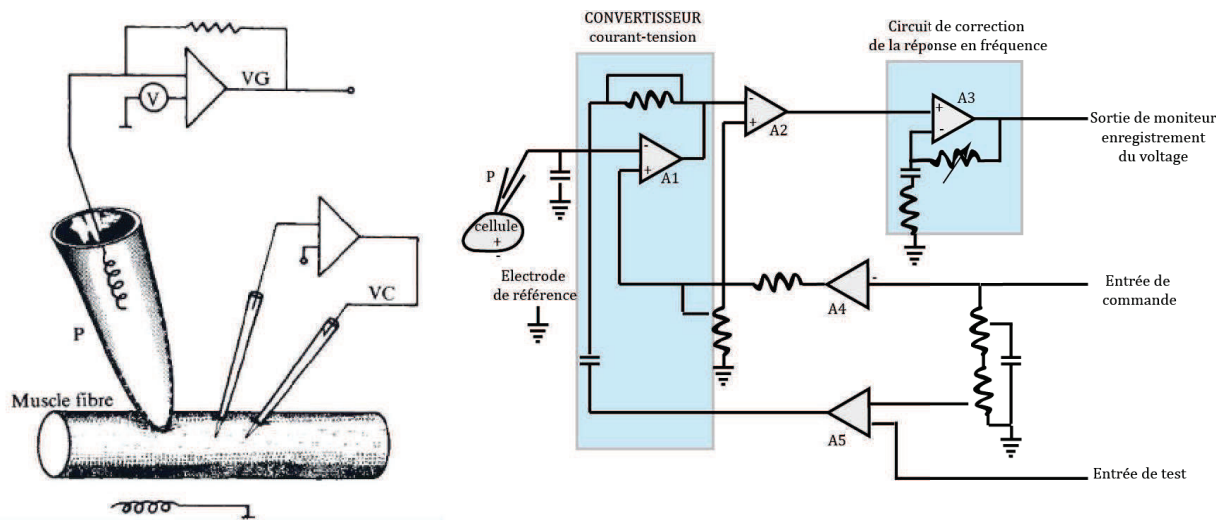 VG
V
P
VC
Muscle fibre
CONVERTISSEUR
courant-tension
Circuit de correction
de la réponse en fréquence
-
+
A1
-
+
A2
+
-
A3
Sortie de moniteur
enregistrement
du voltage
P
cellule
+
-
Electrode
de référence
-
A4
Entrée de
commande
A5
Entrée de test